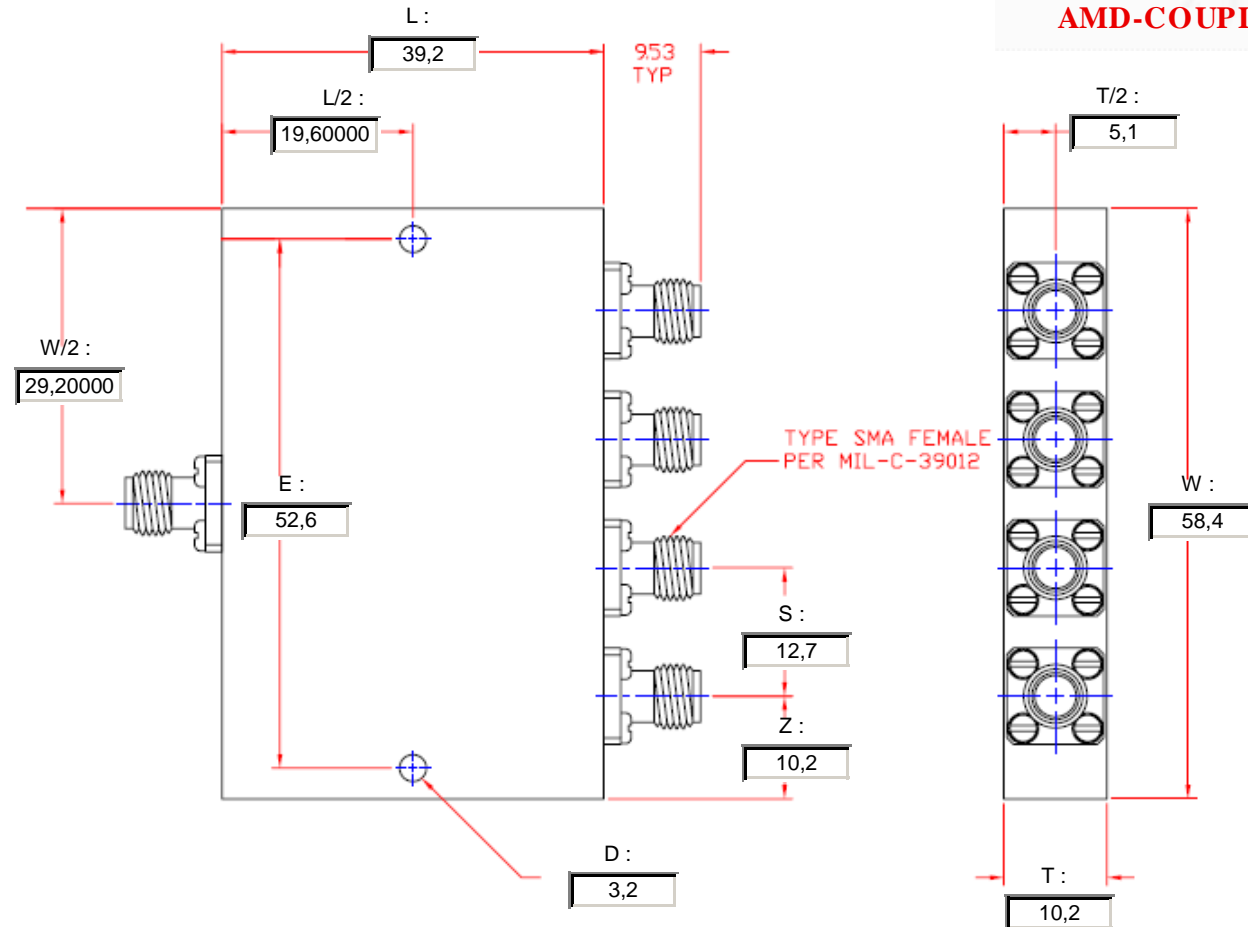 AMD-COUPL
L :
39,2
9.53
TYP
L/2 :
19,60000
T/2 :
5,1
W/2 :
29,20000
TYPE SMA FEMALE
PER MIL-C-39012
E :
52,6
W :
58,4
S :
12,7
Z :
10,2
D :
3,2
T :
10,2